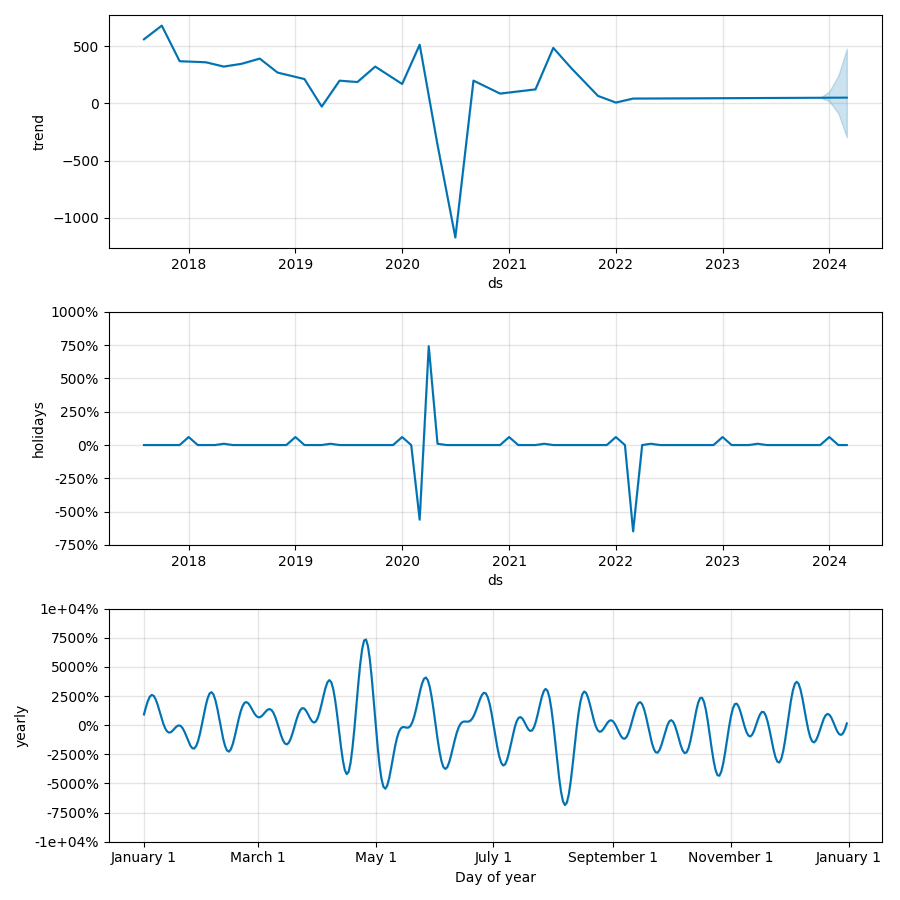 500
0
−500
−1000
trend
2018 2019 2020 2021 2022 2023 2024
ds
1000%
750%
500%
250%
0%
-250%
-500%
-750%
holidays
2018 2019 2020 2021 2022 2023 2024
ds
1e+04%
7500%
5000%
2500%
0%
-2500%
-5000%
-7500%
-1e+04%
yearly
January 1 March 1 May 1 July 1 September 1 November 1 January 1
Day of year